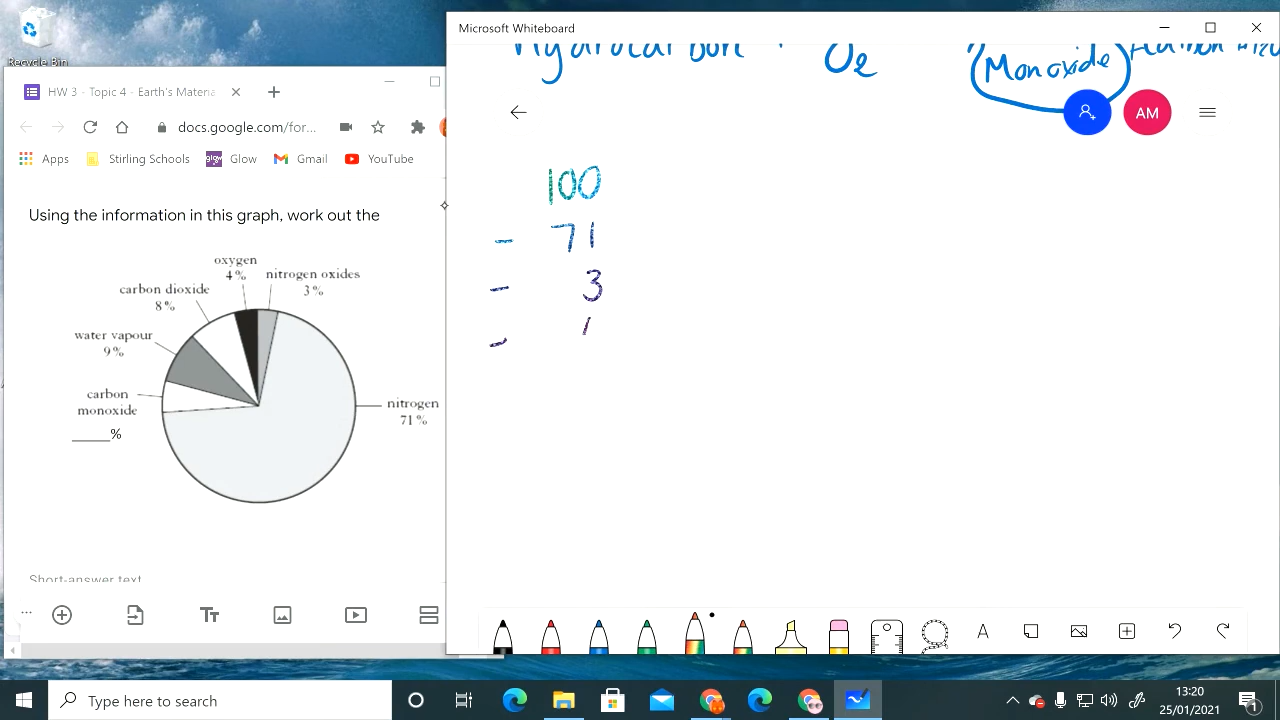 Recycle Bin
Microsoft Whiteboard
Hydrocarbon + O2
Monoxide
AM
HW 3 - Topic 4 - Earth's Materia
docs.google.com/for...
Apps
Stirling Schools
Glow
Gmail
YouTube
Using the information in this graph, work out the
oxygen
4%
nitrogen oxides
3%
carbon dioxide
8%
water vapour
9%
carbon
monoxide
_____%
nitrogen
71%
Short-answer text
100
- 71
- 3
-
Type here to search
13:20
25/01/2021
1